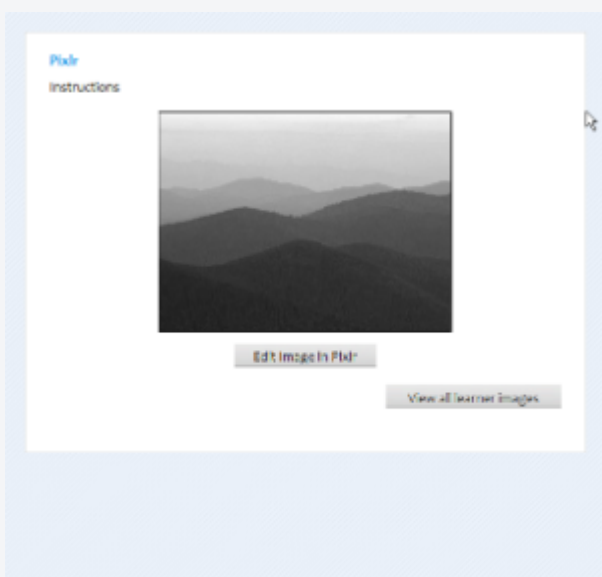 Pixlr
Instructions
Edit Image in Pixlr
View all learner images